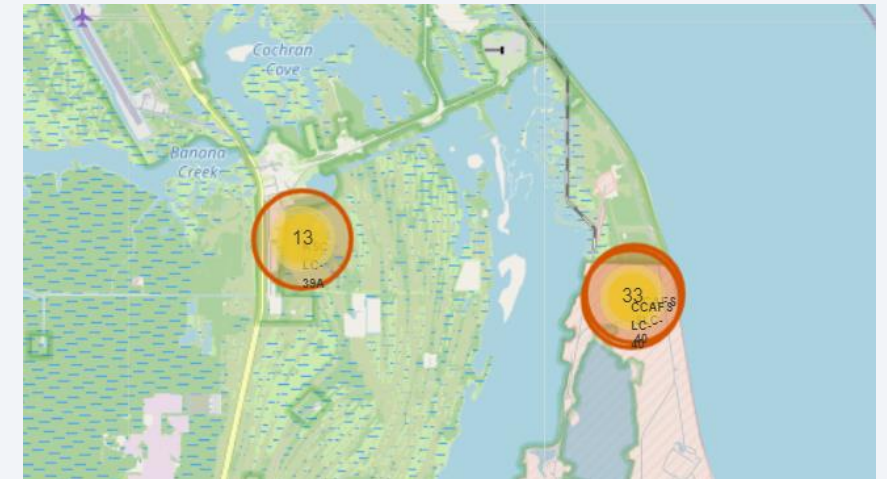 Cochran
Cove
Banana
Creek
13
LC-
39A
33
CCAFS
LC-
40